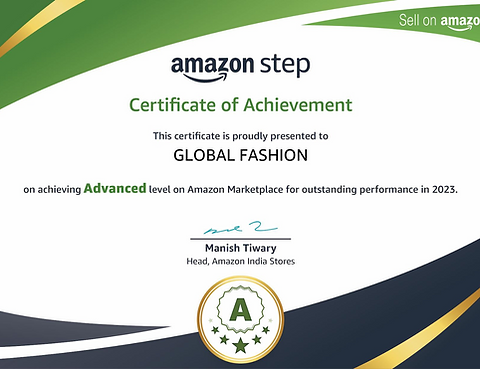 Sell on amazon
amazon step
Certificate of Achievement
This certificate is proudly presented to
GLOBAL FASHION
on achieving Advanced level on Amazon Marketplace for outstanding performance in 2023.
Manish Tiwary
Head, Amazon India Stores
A